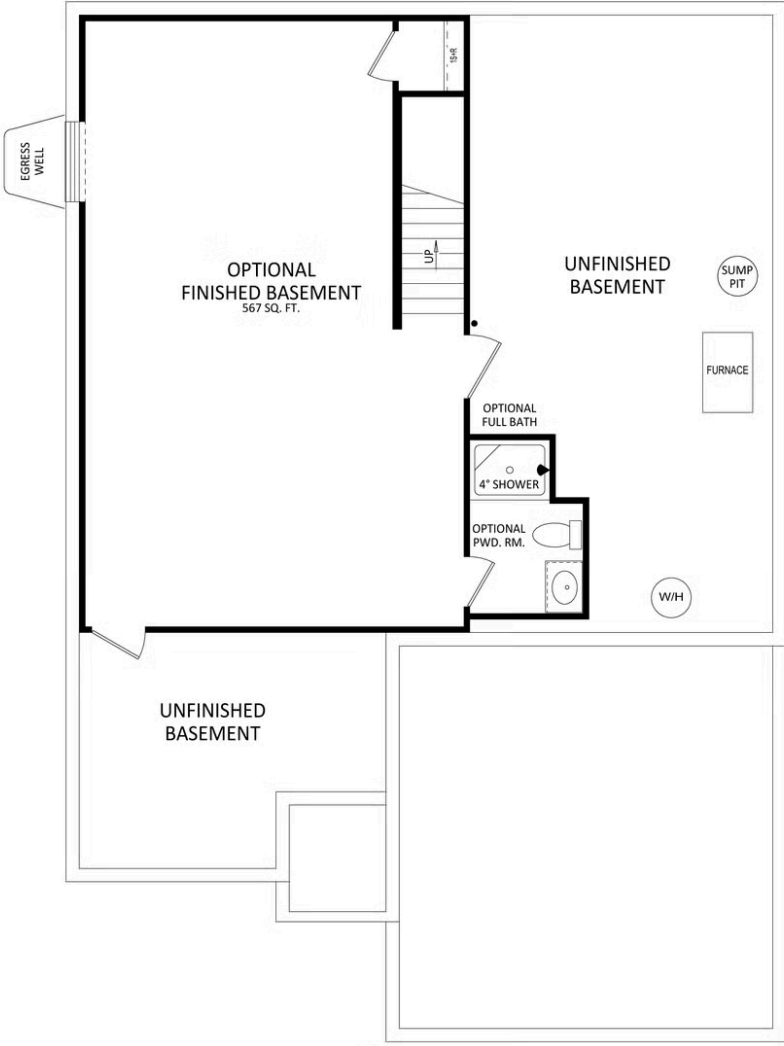 1S+R
EGRESS
WELL
UP
OPTIONAL
FINISHED BASEMENT
567 SQ. FT.
UNFINISHED
BASEMENT
SUMP
PIT
FURNACE
OPTIONAL
FULL BATH
4" SHOWER
OPTIONAL
PWD. RM.
W/H
UNFINISHED
BASEMENT